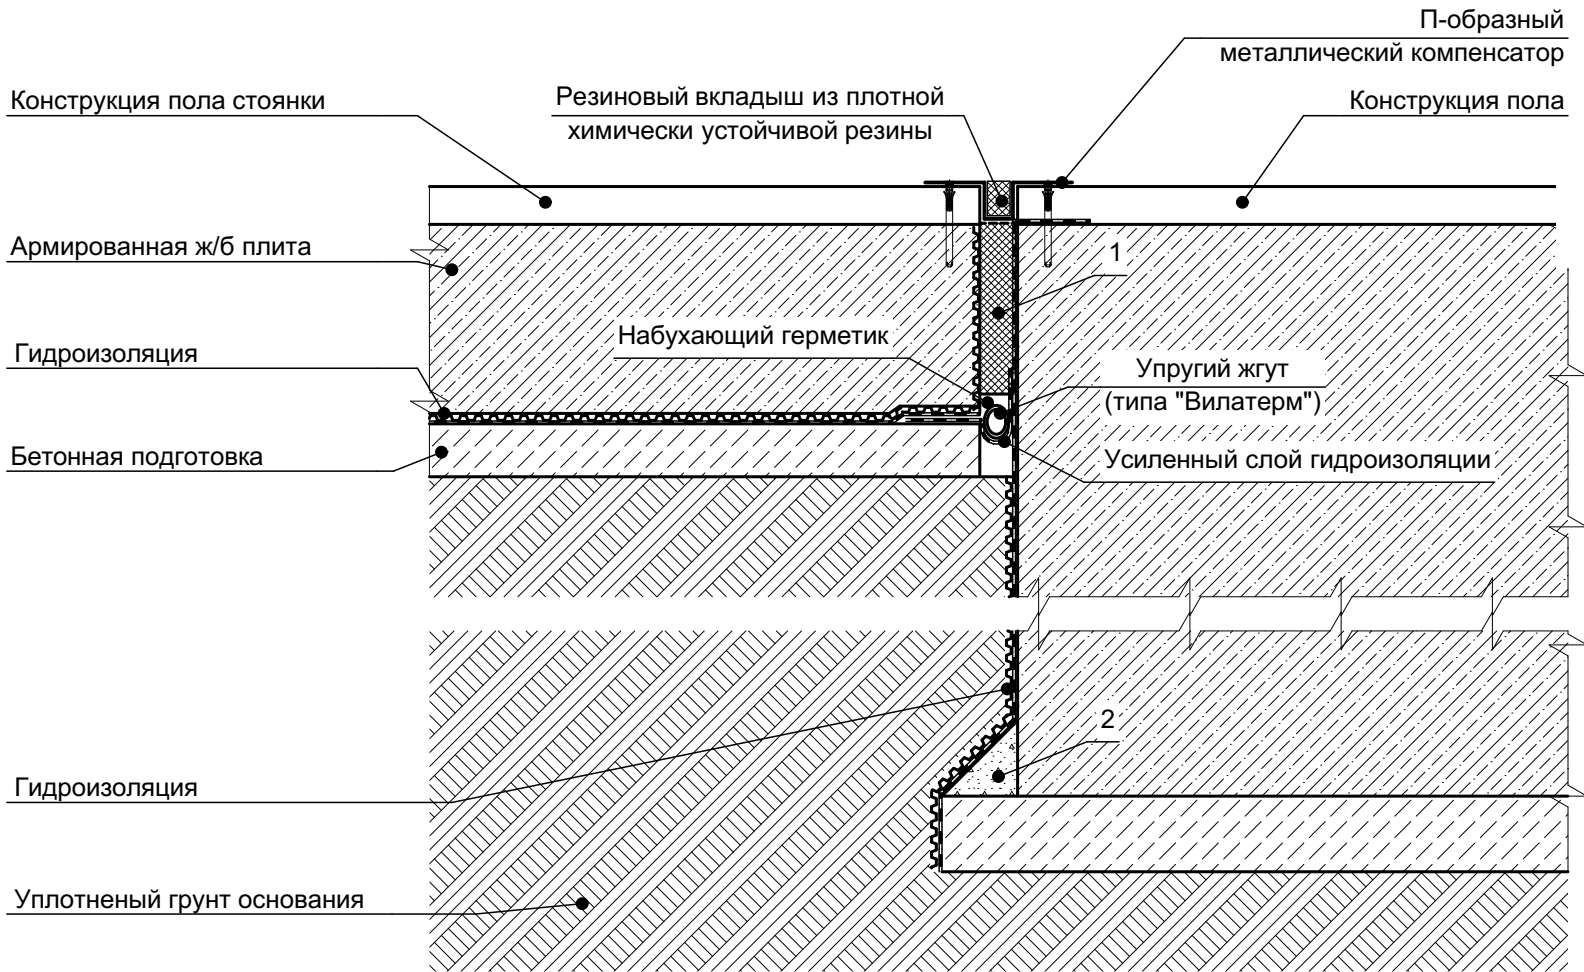 П-образный
металлический компенсатор
Конструкция пола стоянки
Резиновый вкладыш из плотной
химически устойчивой резины
Конструкция пола
Армированная ж/б плита
1
Набухающий герметик
Гидроизоляция
Упругий жгут
(типа "Вилатерм")
Бетонная подготовка
Усиленный слой гидроизоляции
2
Гидроизоляция
Уплотненый грунт основания